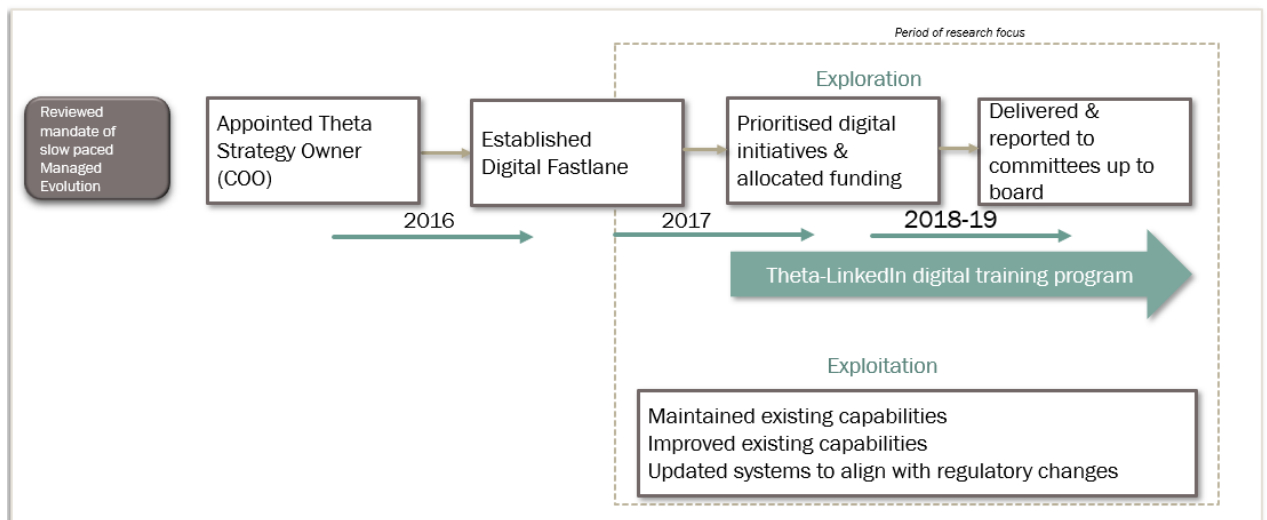 Period of research focus
Exploration
Reviewed
mandate of
slow paced
Managed
Evolution
Appointed Theta
Strategy Owner
(COO)
Established
Digital Fastlane
Prioritised digital
initiatives &
allocated funding
Delivered &
reported to
committees up to
board
2016
2017
2018-19
Theta-LinkedIn digital training program
Exploitation
Maintained existing capabilities
Improved existing capabilities
Updated systems to align with regulatory changes